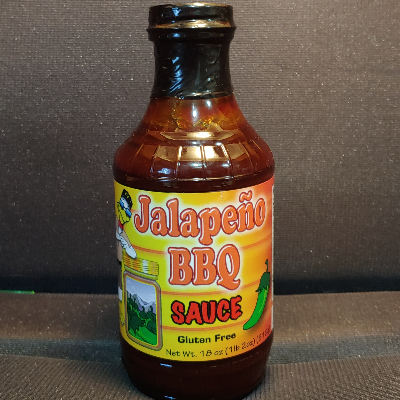 Jalapeño
BBQ
SAUCE
Gluten Free
Net Wt. 18 oz (1lb 2oz)